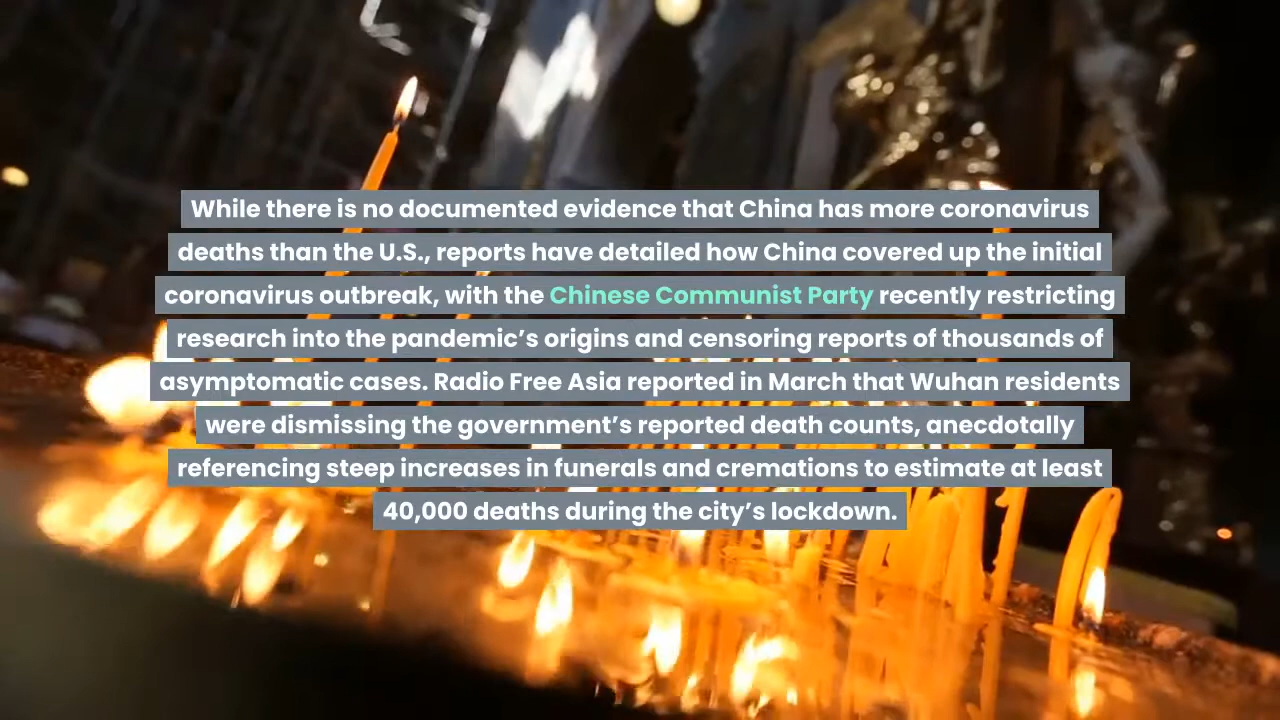 While there is no documented evidence that China has more coronavirus
deaths than the U.S., reports have detailed how China covered up the initial
coronavirus outbreak, with the Chinese Communist Party recently restricting
research into the pandemic’s origins and censoring reports of thousands of
asymptomatic cases. Radio Free Asia reported in March that Wuhan residents
were dismissing the government’s reported death counts, anecdotally
referencing steep increases in funerals and cremations to estimate at least
40,000 deaths during the city’s lockdown.